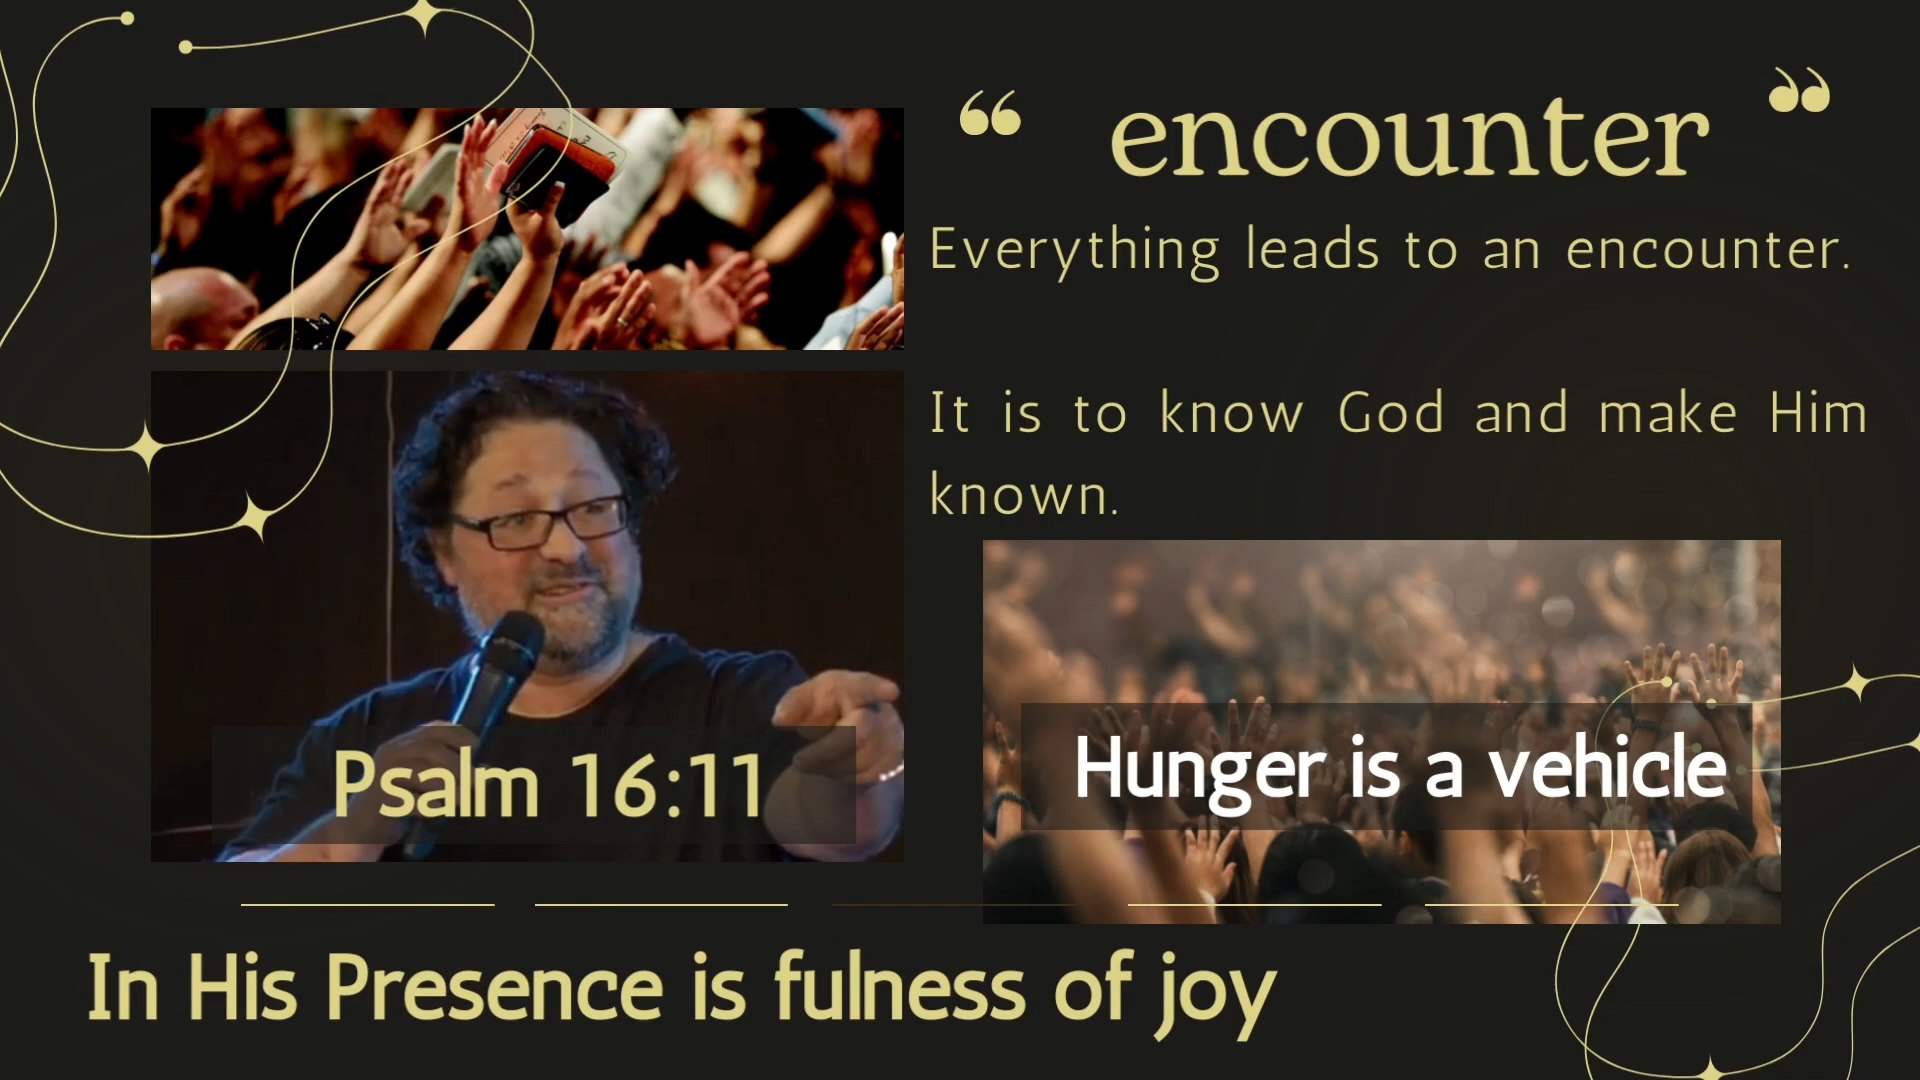 “ encounter ”
Everything leads to an encounter.
It is to know God and make Him
known.
Psalm 16:11
Hunger is a vehicle
In His Presence is fulness of joy